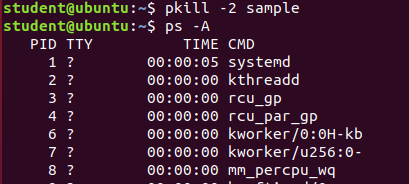 student@ubuntu:~$ pkill -2 sample
student@ubuntu:~$ ps -A
PID TTY TIME CMD
1 ? 00:00:05 systemd
2 ? 00:00:00 kthreadd
3 ? 00:00:00 rcu_gp
4 ? 00:00:00 rcu_par_gp
6 ? 00:00:00 kworker/0:0H-kb
7 ? 00:00:00 kworker/u256:0-
8 ? 00:00:00 mm_percpu_wq